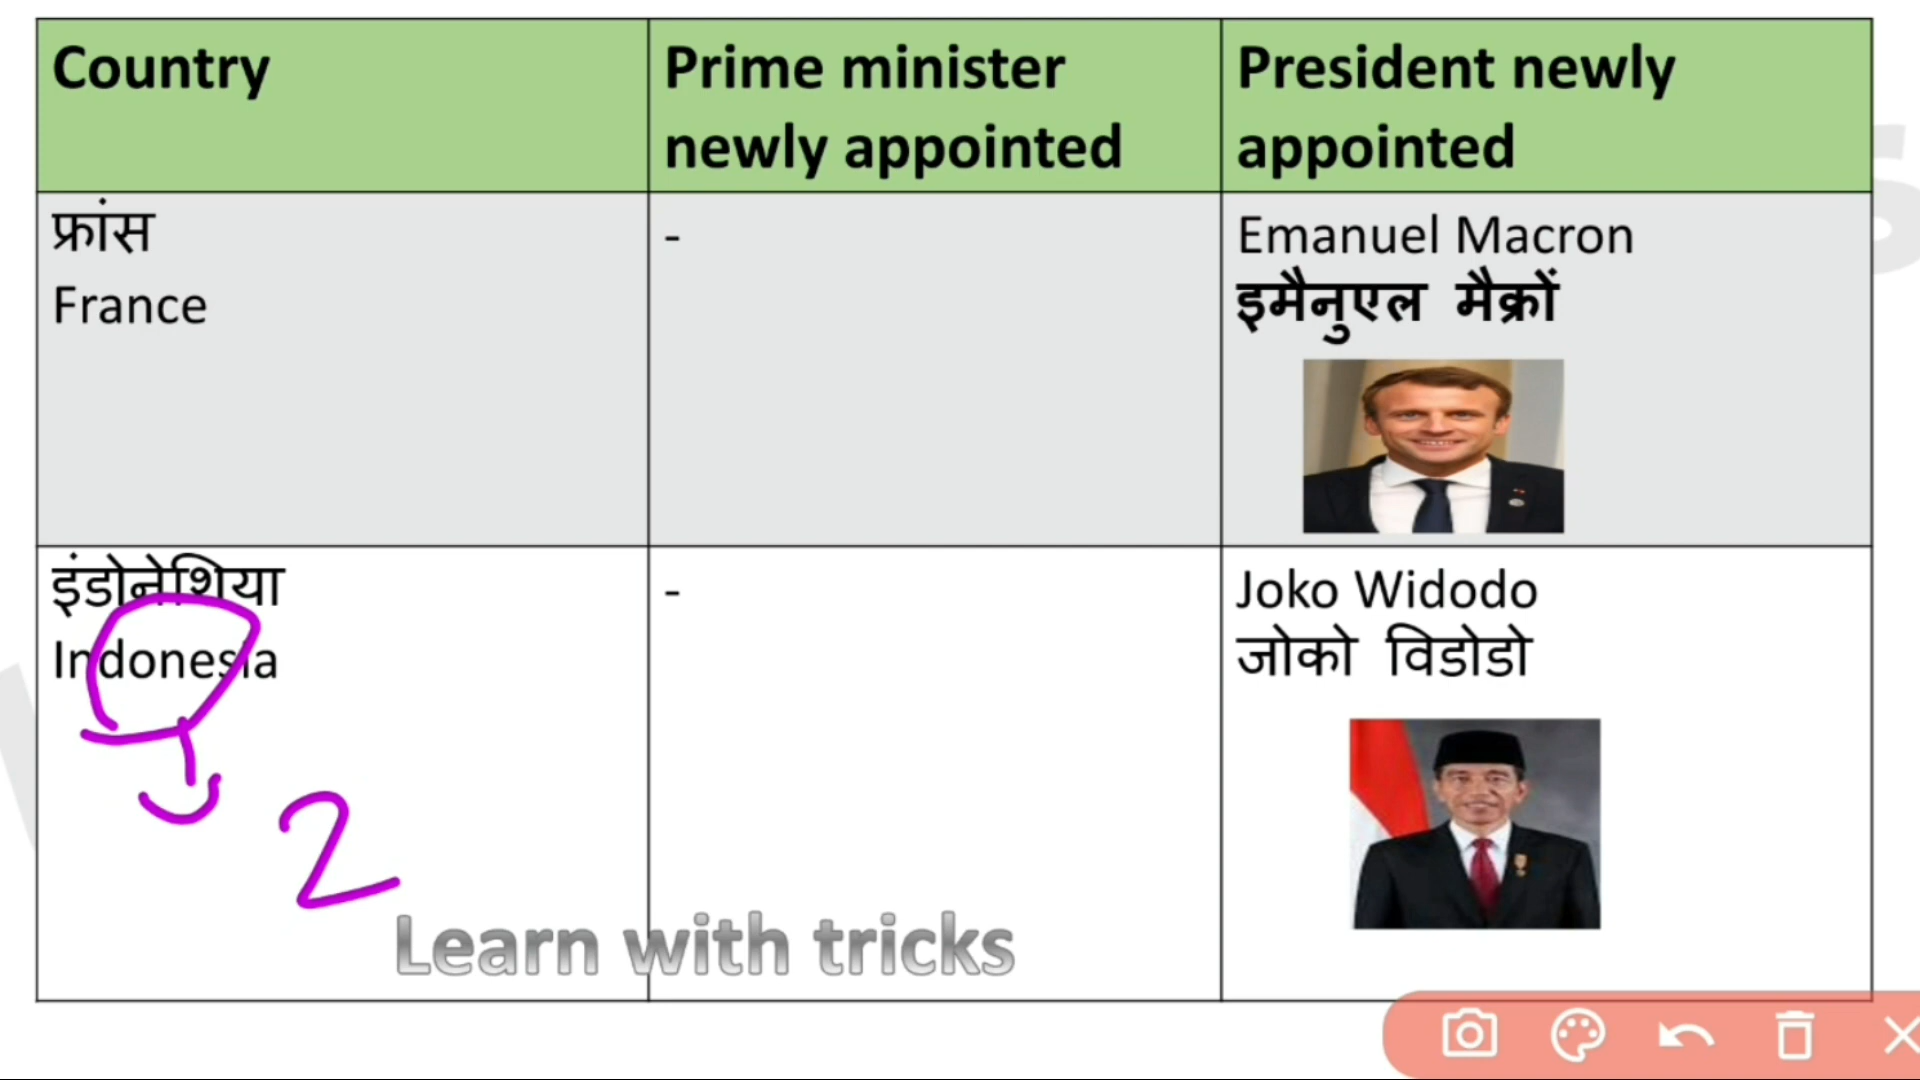 Country
Prime minister
newly appointed
President newly
appointed
फ्रांस
France
-
Emanuel Macron
इमैनुएल मैक्रों
इंडोनेशिया
Indonesia
-
Joko Widodo
जोको विडोडो
2
Learn with tricks